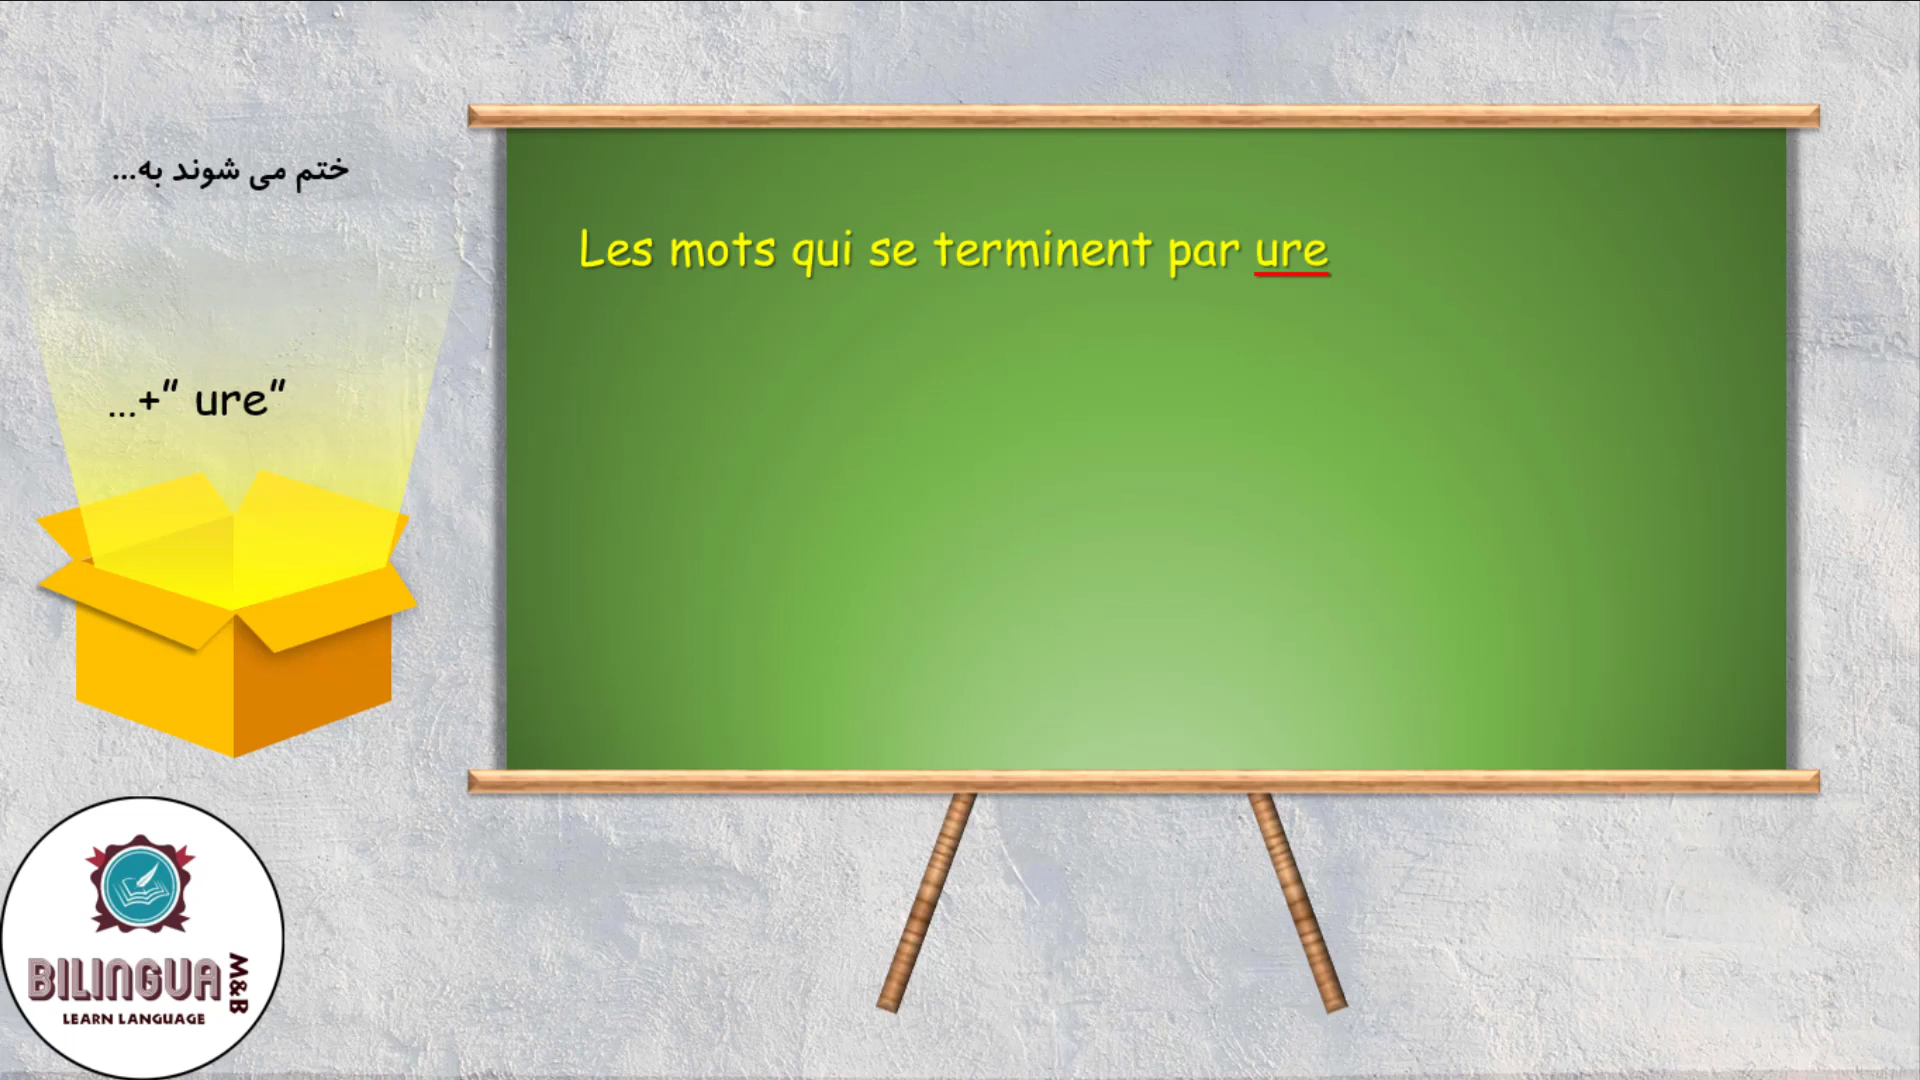 ختم می شوند به...
Les mots qui se terminent par ure
...+" ure"
BILINGUA
M&B
LEARN LANGUAGE